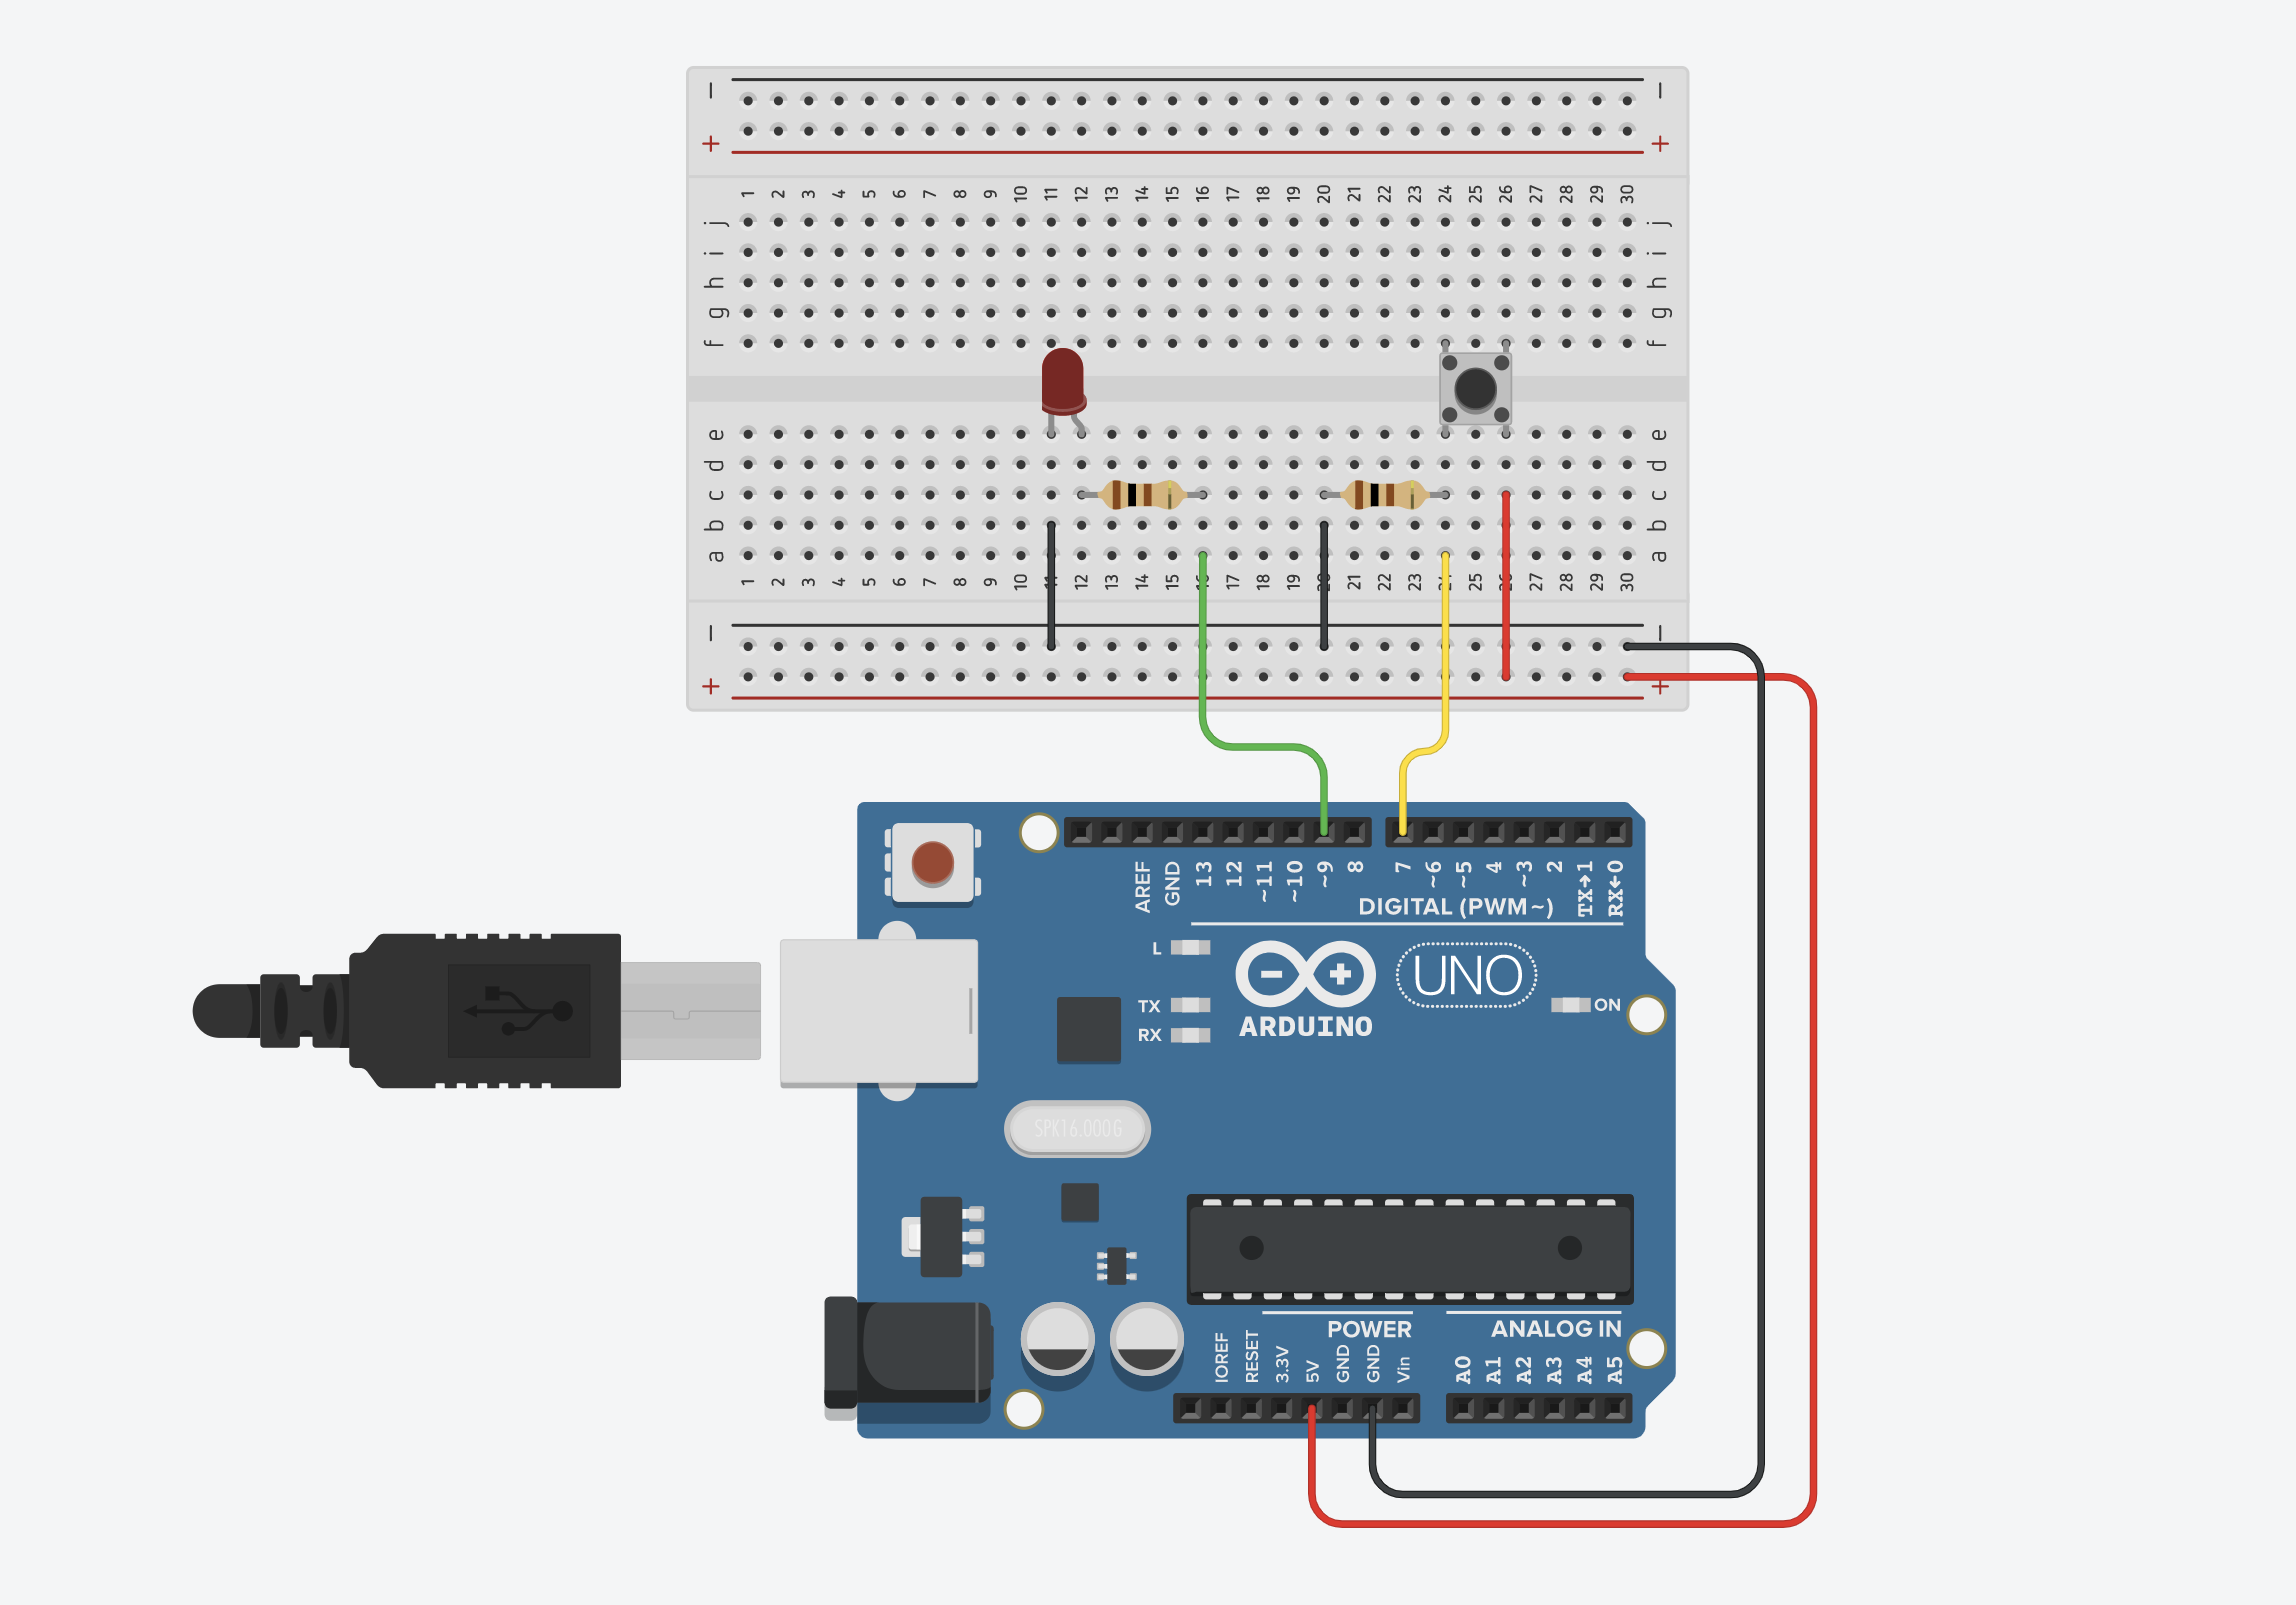 − −
+ +
1 2 3 4 5 6 7 8 9 10 11 12 13 14 15 16 17 18 19 20 21 22 23 24 25 26 27 28 29 30
j j
i i
h h
g g
f f
e e
d d
c c
b b
a a
1 2 3 4 5 6 7 8 9 10 11 12 13 14 15 16 17 18 19 20 21 22 23 24 25 26 27 28 29 30
− −
+ +
AREF GND 13 12 ~11 ~10 ~9 8 7 ~6 ~5 4 ~3 2 TX→1 RX←0
DIGITAL (PWM~)
L
UNO
TX
ON
RX
ARDUINO
SPK16.000G
POWER
ANALOG IN
IOREF RESET 3.3V 5V GND GND Vin A0 A1 A2 A3 A4 A5